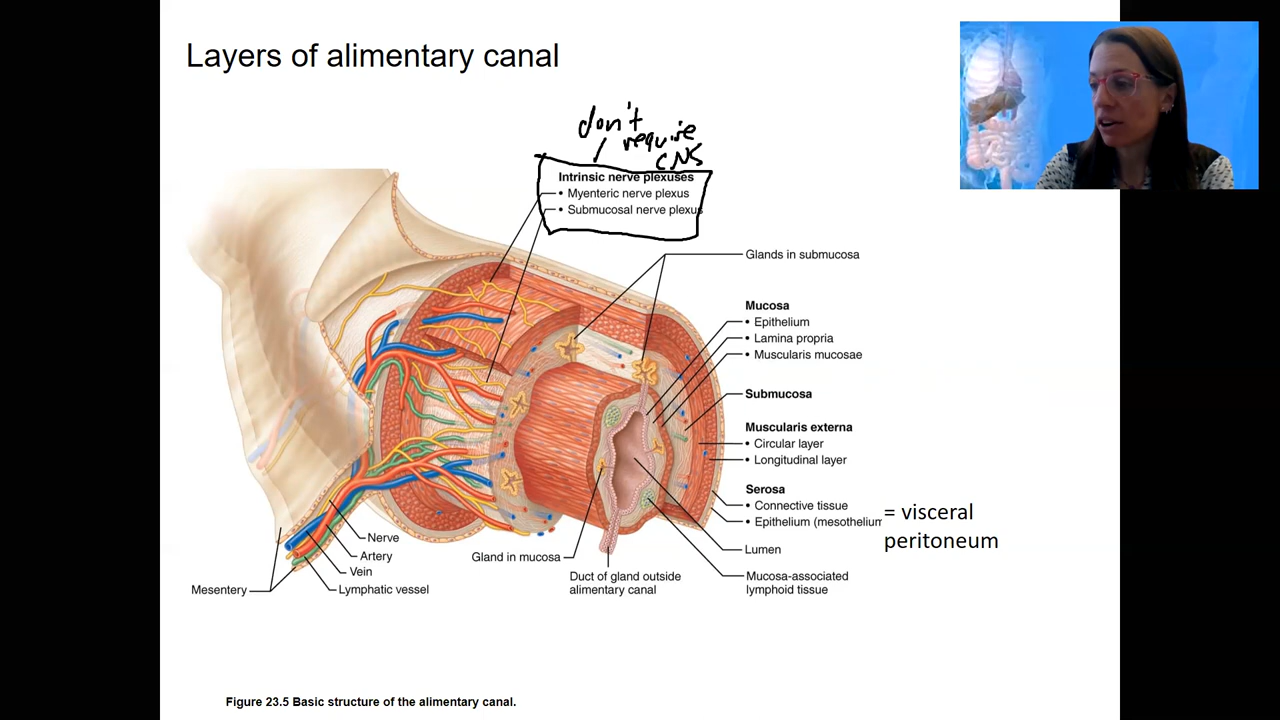 Layers of alimentary canal
don't
require
CNS
Intrinsic nerve plexuses
• Myenteric nerve plexus
• Submucosal nerve plexus
Glands in submucosa
Mucosa
• Epithelium
• Lamina propria
• Muscularis mucosae
Submucosa
Muscularis externa
• Circular layer
• Longitudinal layer
Serosa
• Connective tissue
• Epithelium (mesothelium
= visceral
peritoneum
Lumen
Mucosa-associated
lymphoid tissue
Nerve
Artery
Vein
Lymphatic vessel
Mesentery
Gland in mucosa
Duct of gland outside
alimentary canal
Figure 23.5 Basic structure of the alimentary canal.